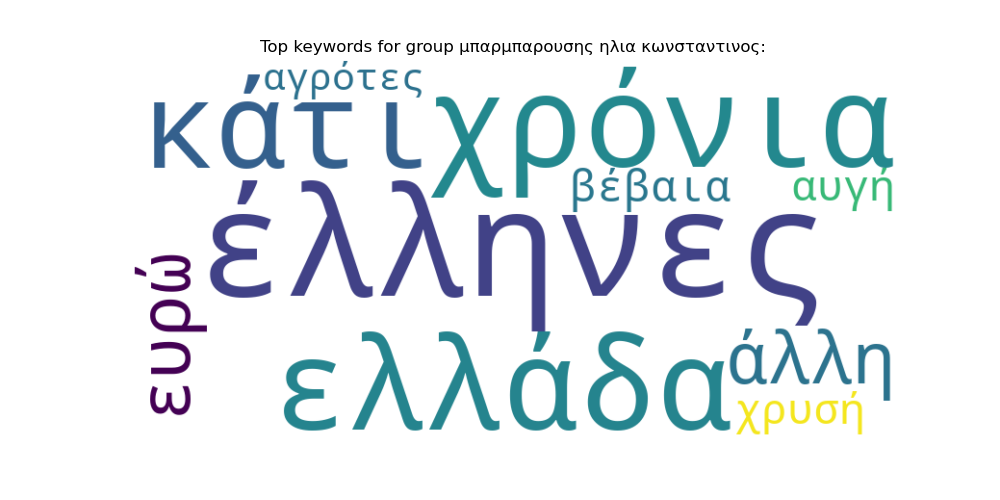 Top keywords for group μπαρμπαρουσης ηλια κωνσταντινος:
αγρότες
κάτι χρόνια
βέβαια αυγή
έλληνες
ευρώ
ελλάδα άλλη
χρυσή